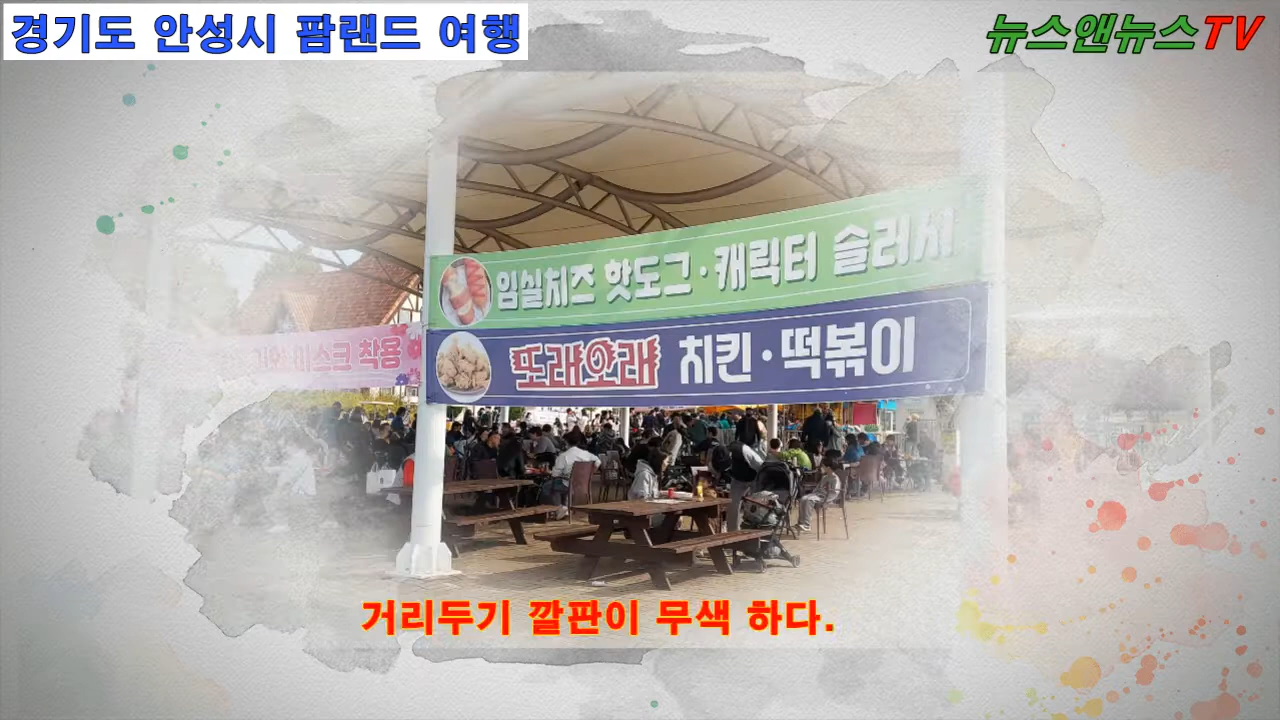 경기도 안성시 팜랜드 여행
뉴스앤뉴스TV
임실치즈 핫도그·캐릭터 슬러시
또래오래 치킨·떡볶이
마스크 착용
거리두기 깔판이 무색 하다.